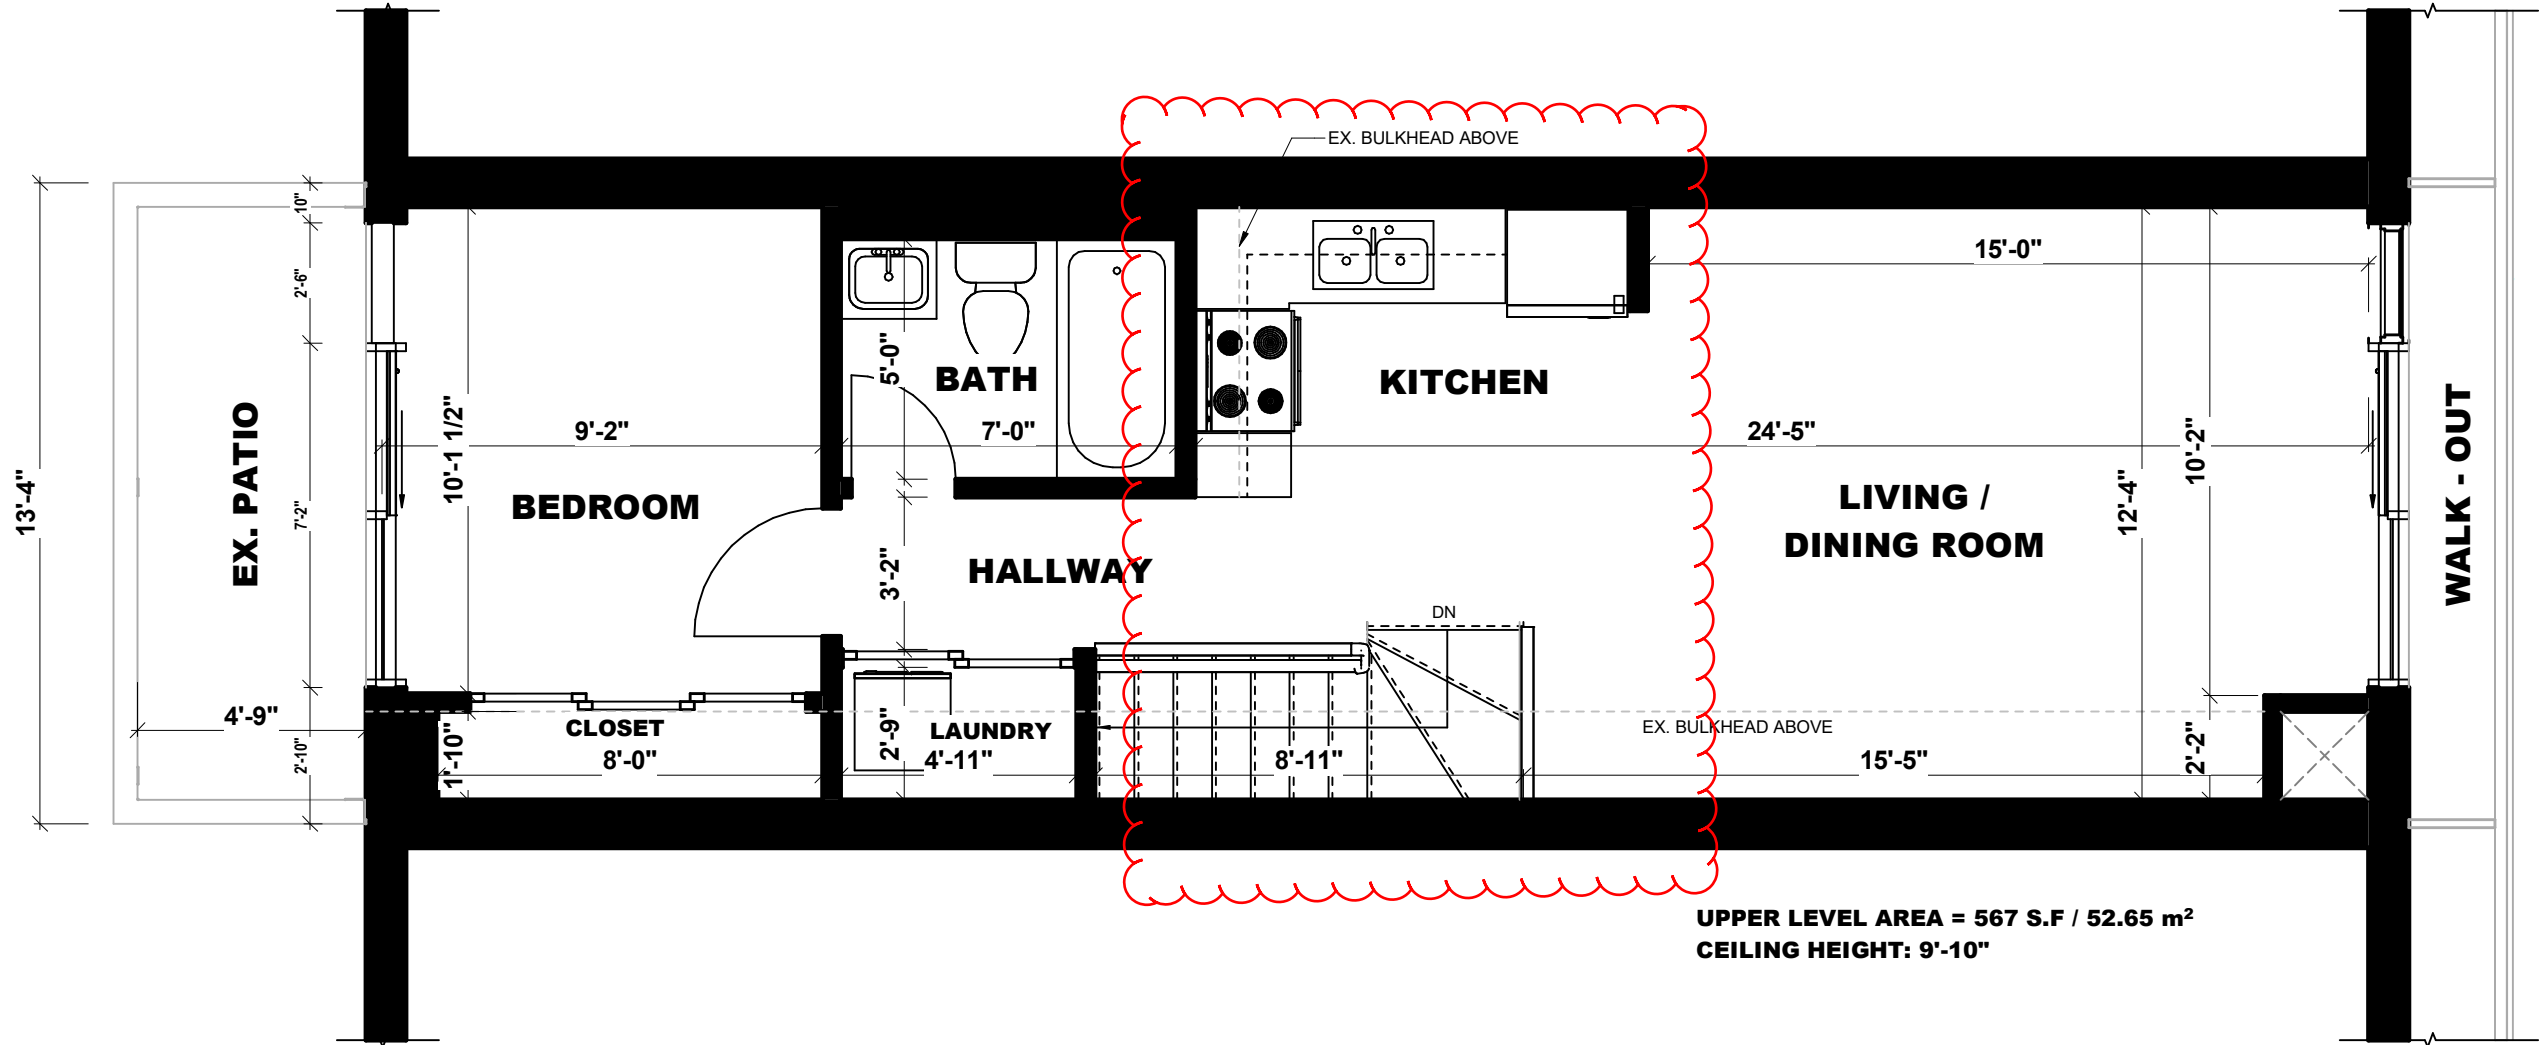 EX. BULKHEAD ABOVE
13'-4"
10"
2'-6"
7'-2"
2'-10"
EX. PATIO
4'-9"
10'-1 1/2"
9'-2"
BEDROOM
1'-10"
CLOSET
8'-0"
5'-0"
BATH
7'-0"
3'-2"
HALLWAY
2'-9"
LAUNDRY
4'-11"
KITCHEN
DN
8'-11"
15'-0"
24'-5"
LIVING /
DINING ROOM
12'-4"
10'-2"
2'-2"
EX. BULKHEAD ABOVE
15'-5"
WALK - OUT
UPPER LEVEL AREA = 567 S.F / 52.65 m²
CEILING HEIGHT: 9'-10"